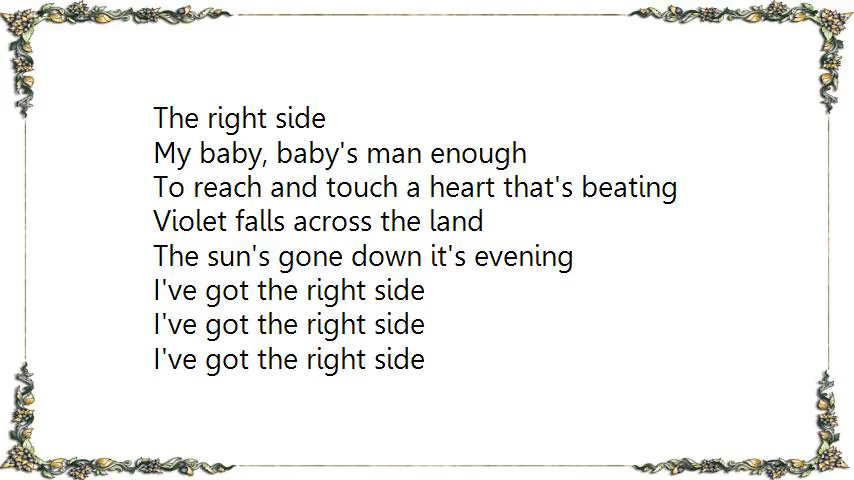 The right side
My baby, baby's man enough
To reach and touch a heart that's beating
Violet falls across the land
The sun's gone down it's evening
I've got the right side
I've got the right side
I've got the right side